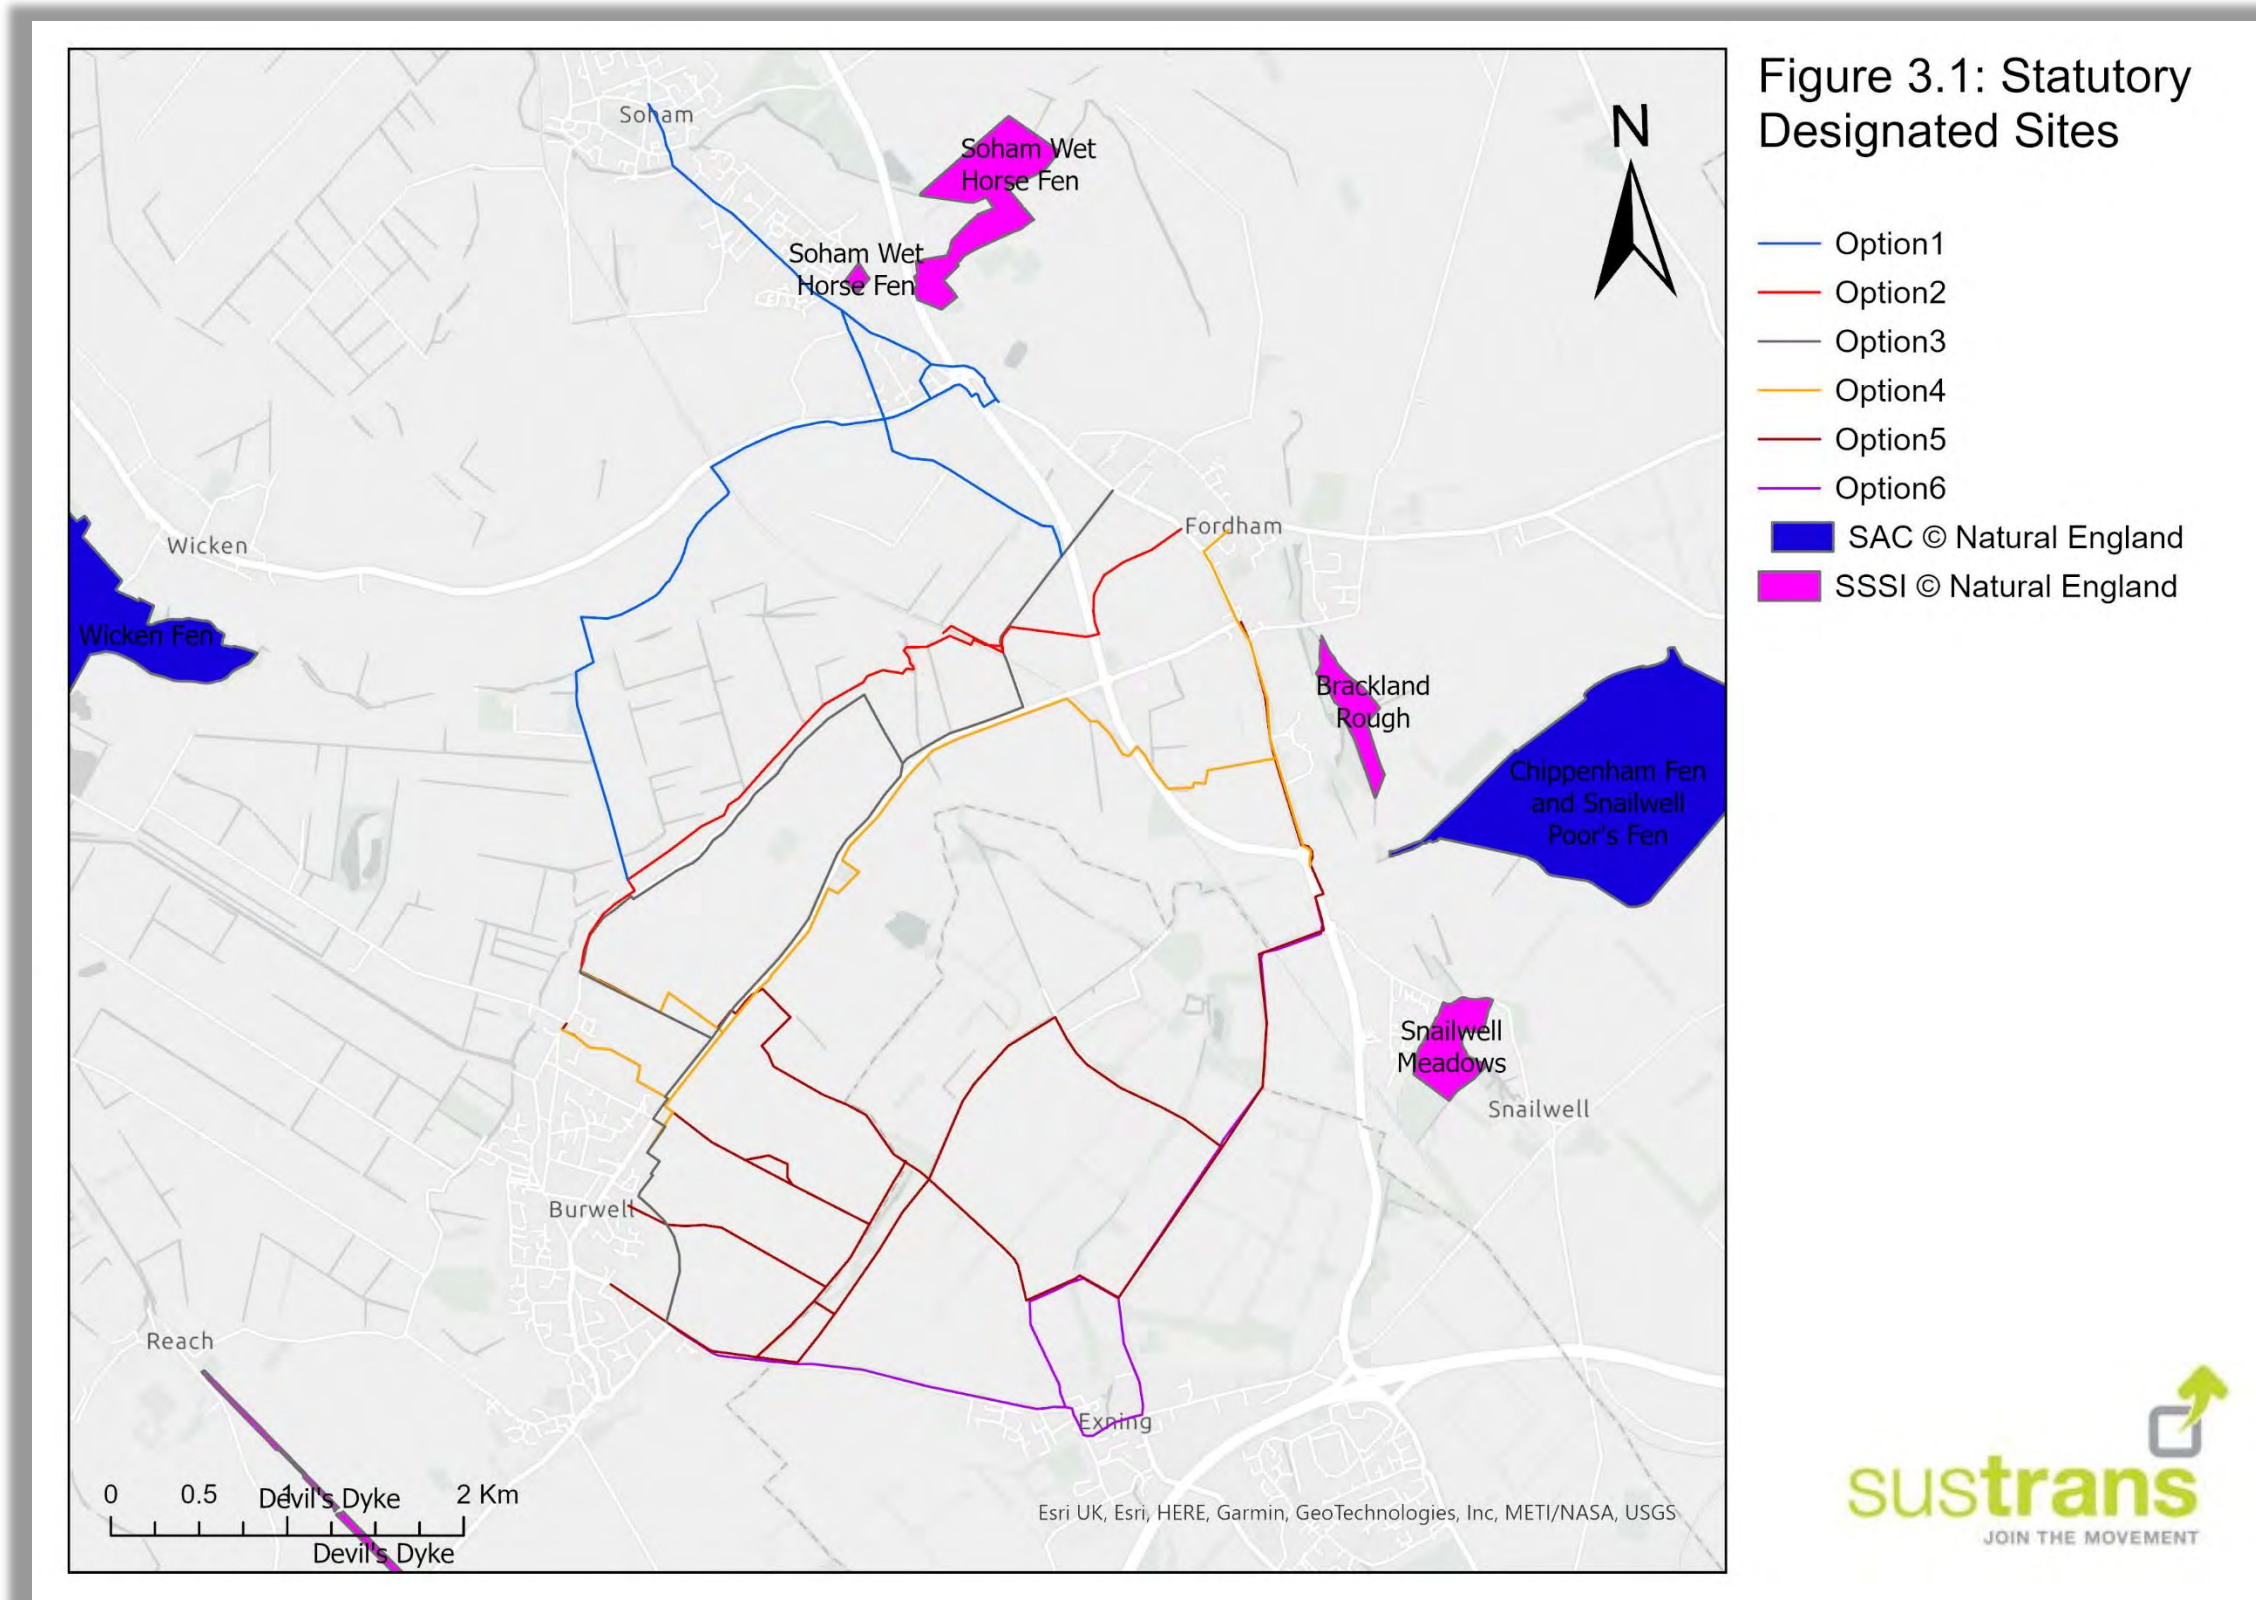 Figure 3.1: Statutory
Designated Sites
N
Option1
Option2
Option3
Option4
Option5
Option6
SAC © Natural England
SSSI © Natural England
Soham
Soham Wet
Horse Fen
Soham Wet
Horse Fen
Wicken
Fordham
Wicken Fen
Brackland
Rough
Chippenham Fen
and Snailwell
Poor's Fen
Snailwell
Meadows
Snailwell
Burwell
Reach
Exning
0 0.5 1 2 Km
Devil's Dyke
Devil's Dyke
Esri UK, Esri, HERE, Garmin, GeoTechnologies, Inc, METI/NASA, USGS
sustrans
JOIN THE MOVEMENT